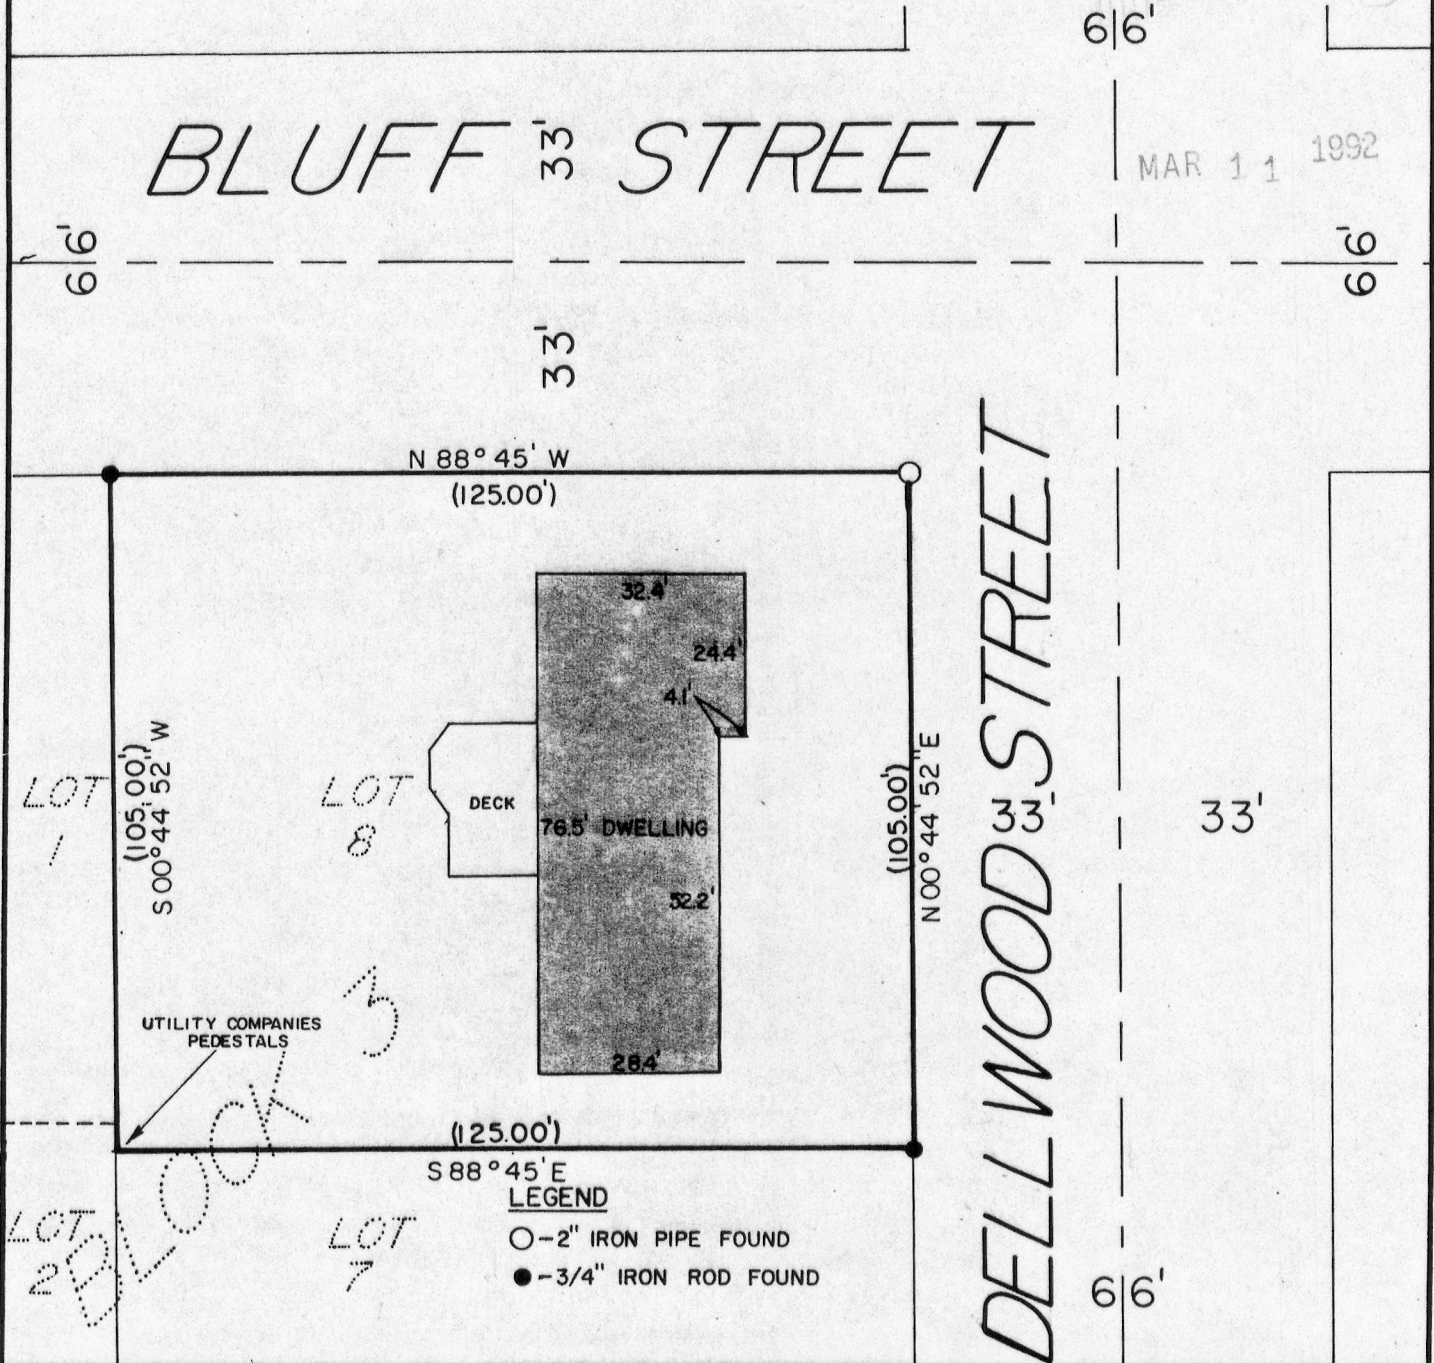 66'
BLUFF STREET
33'
MAR 11 1992
66'
66'
33'
N 88° 45' W
(125.00')
32.4'
24.4'
4.1'
LOT
1
(105.00')
S 00° 44' 52" W
LOT
8
DECK
76.5' DWELLING
52.2'
28.4'
(105.00')
N 00° 44' 52" E
DELLWOOD STREET
33'
33'
UTILITY COMPANIES
PEDESTALS
BLOCK 3
(125.00')
S 88° 45' E
LOT
2
LOT
7
LEGEND
○-2" IRON PIPE FOUND
●-3/4" IRON ROD FOUND
66'